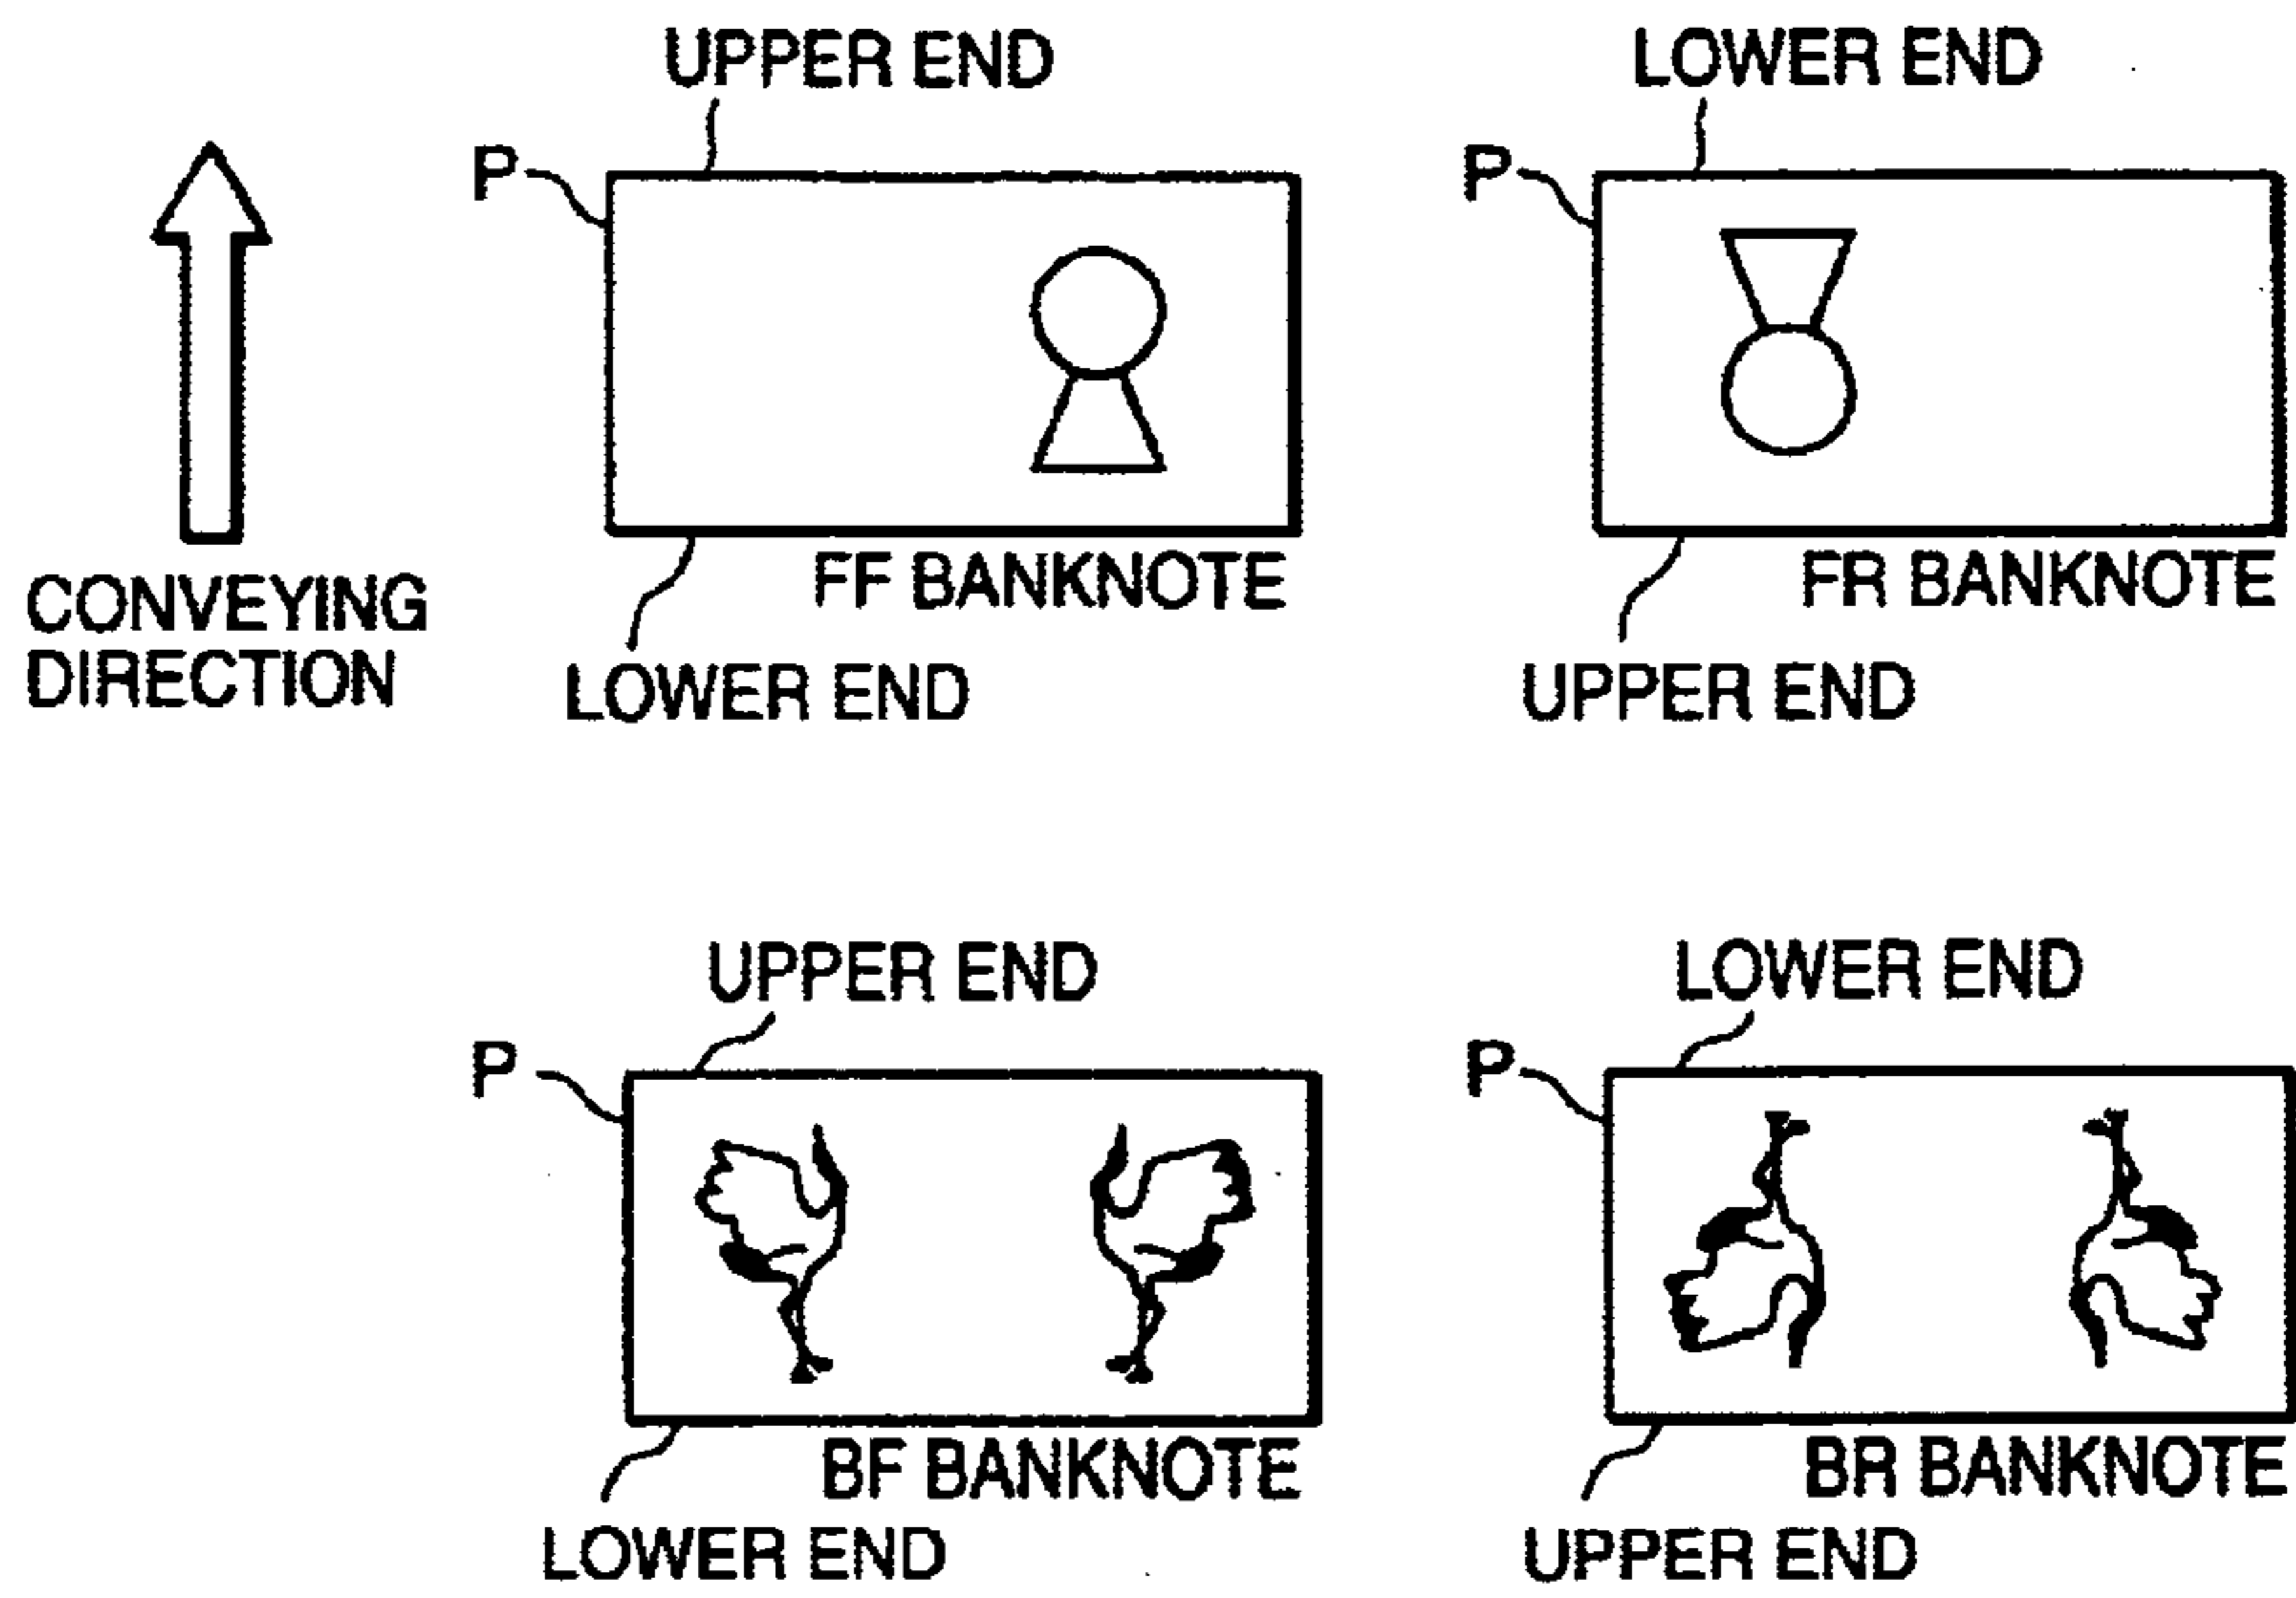 UPPER END
LOWER END
P
P
CONVEYING
DIRECTION
FF BANKNOTE
FR BANKNOTE
LOWER END
UPPER END
UPPER END
LOWER END
P
P
BF BANKNOTE
BR BANKNOTE
LOWER END
UPPER END